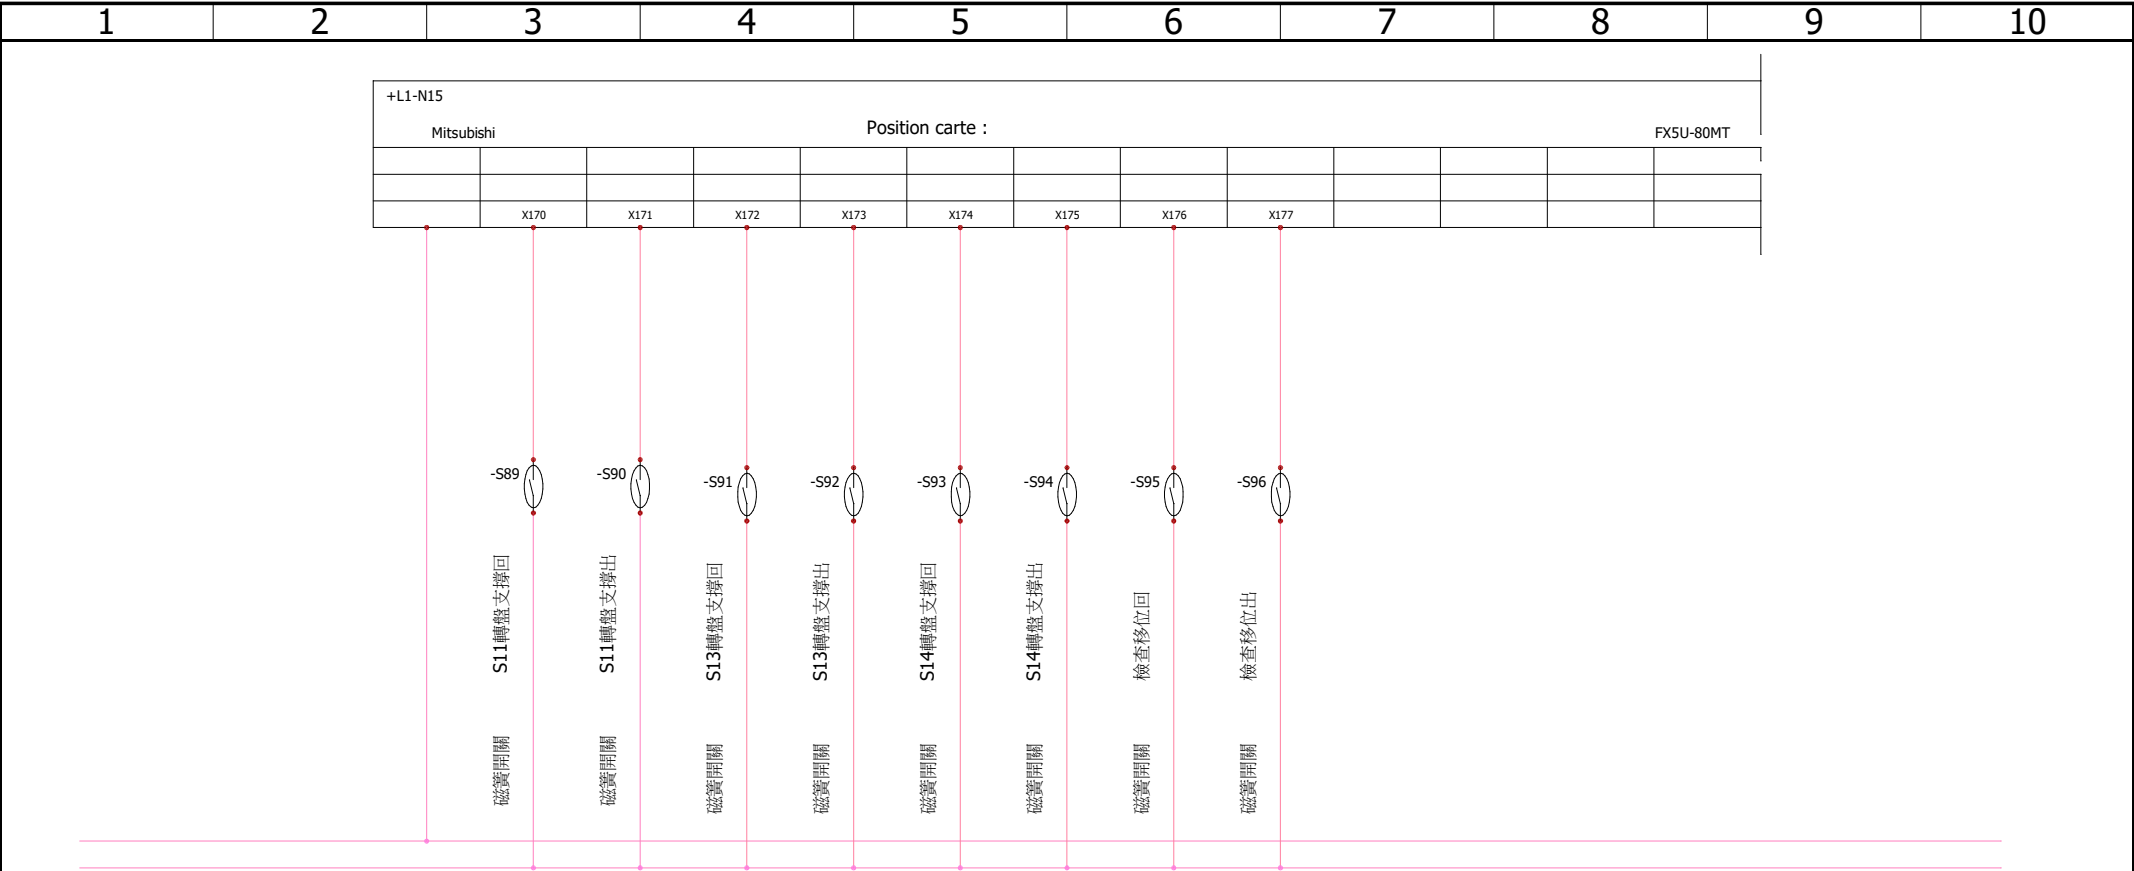 1 2 3 4 5 6 7 8 9 10
+L1-N15
Mitsubishi Position carte : FX5U-80MT
X170 X171 X172 X173 X174 X175 X176 X177
-S89 -S90 -S91 -S92 -S93 -S94 -S95 -S96
S11轉盤支撐回
S11轉盤支撐出
S13轉盤支撐回
S13轉盤支撐出
S14轉盤支撐回
S14轉盤支撐出
檢查移位回
檢查移位出
磁簧開關
磁簧開關
磁簧開關
磁簧開關
磁簧開關
磁簧開關
磁簧開關
磁簧開關